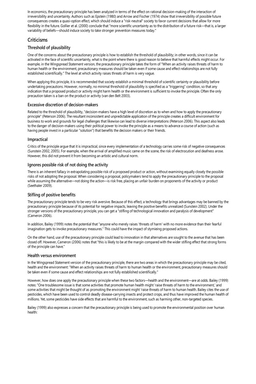 In economics, the precautionary principle has been analyzed in terms of the effect on rational decision making of the interaction of
irreversibility and uncertainty. Authors such as Epstein (1980) and Arrow and Fischer (1974) show that irreversibility of possible future
consequences creates a quasi-option effect, which should induce a "risk-neutral" society to favor current decisions that allow for more
flexibility in the future. Gollier et al. (2000) conclude that "more scientific uncertainty as to the distribution of a future risk—that is, a larger
variability of beliefs—should induce society to take stronger prevention measures today."
Criticisms
Threshold of plausibility
One of the concerns about the precautionary principle is how to establish the threshold of plausibility; in other words, since it can be
activated in the face of scientific uncertainty, what is the point where there is good reason to believe that harmful effects might occur. For
example, in the Wingspread Statement version, the precautionary principle takes the form of "When an activity raises threats of harm to
human health or the environment, precautionary measures should be taken even if some cause and effect relationships are not fully
established scientifically." The level at which activity raises threats of harm is very vague.
When applying this principle, it is recommended that society establish a minimal threshold of scientific certainty or plausibility before
undertaking precautions. However, normally, no minimal threshold of plausibility is specified as a "triggering" condition, so that any
indication that a proposed product or activity might harm health or the environment is sufficient to invoke the principle. Often the only
precaution taken is a ban on the product or activity (van den Belt 2003).
Excessive discretion of decision-makers
Related to the threshold of plausibility, "decision-makers have a high level of discretion as to when and how to apply the precautionary
principle" (Peterson 2006). The resultant inconsistent and unpredictable application of the principle creates a difficult environment for
business to work and grounds for legal challenges that likewise can lead to diverse interpretations (Peterson 2006). This aspect also leads
to the danger of decision-makers using their political power to invoke the principle as a means to advance a course of action (such as
having people invest in a particular "solution") that benefits the decision-makers or their friends.
Impractical
Critics of the principle argue that it is impractical, since every implementation of a technology carries some risk of negative consequences
(Sunstein 2002, 2005). For example, when the arrival of amplified music came on the scene, the risk of electrocution and deafness arose.
However, this did not prevent it from becoming an artistic and cultural norm.
Ignores possible risk of not doing the activity
There is an inherent fallacy in extrapolating possible risk of a proposed product or action, without examining equally closely the possible
risks of not adopting the proposal. When considering a proposal, policymakers tend to apply the precautionary principle to the proposal
while assuming the alternative—not doing the action—is risk-free, placing an unfair burden on proponents of the activity or product
(Seethaler 2009).
Stifling of positive benefits
The precautionary principle tends to be very risk aversive. Because of this effect, a technology that brings advantages may be banned by the
precautionary principle because of its potential for negative impacts, leaving the positive benefits unrealized (Sunstein 2002). Under the
stronger versions of the precautionary principle, you can get a "stifling of technological innovation and paralysis of development"
(Cameron 2006).
In addition, Bailey (1999) notes the potential that "anyone who merely raises 'threats of harm' with no more evidence than their fearful
imagination gets to invoke precautionary measures." This could have the impact of stymieing proposed actions.
On the other hand, use of the precautionary principle could lead to innovation in that alternatives are sought to the avenue that has been
closed off. However, Cameron (2006) notes that "this is likely to be at the margin compared with the wider stifling effect that strong forms
of the principle can have."
Health versus environment
In the Wingspread Statement version of the precautionary principle, there are two areas in which the precautionary principle may be cited,
health and the environment: "When an activity raises threats of harm to human health or the environment, precautionary measures should
be taken even if some cause and effect relationships are not fully established scientifically."
However, how does one apply the precautionary principle when these two factors—health and the environment—are at odds. Bailey (1999)
notes: "One troublesome issue is that some activities that promote human health might 'raise threats of harm to the environment,' and
some activities that might be thought of as promoting the environment might 'raise threats of harm to human health. Bailey cites the use of
pesticides, which have been used to control deadly disease-carrying insects and protect crops, and thus have improved the human health of
millions. Yet, some pesticides have side effects that are harmful to the environment, such as harming other, non-targeted species.
Bailey (1999) also expresses a concern that the precautionary principle is being used to promote the environmental position over human
health: